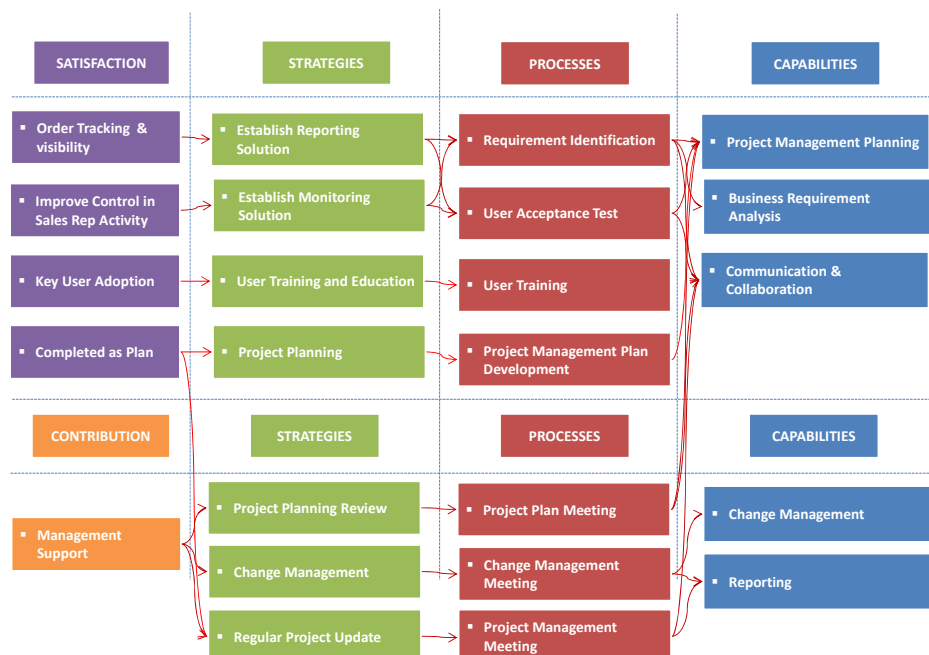 SATISFACTION
STRATEGIES
PROCESSES
CAPABILITIES
▪ Order Tracking &
visibility
▪ Establish Reporting
Solution
▪ Requirement Identification
▪ Project Management Planning
▪ Improve Control in
Sales Rep Activity
▪ Establish Monitoring
Solution
▪ User Acceptance Test
▪ Business Requirement
Analysis
▪ Key User Adoption
▪ User Training and Education
▪ User Training
▪ Communication &
Collaboration
▪ Completed as Plan
▪ Project Planning
▪ Project Management Plan
Development
CONTRIBUTION
STRATEGIES
PROCESSES
CAPABILITIES
▪ Management
Support
▪ Project Planning Review
▪ Project Plan Meeting
▪ Change Management
▪ Change Management
▪ Change Management
Meeting
▪ Reporting
▪ Regular Project Update
▪ Project Management
Meeting